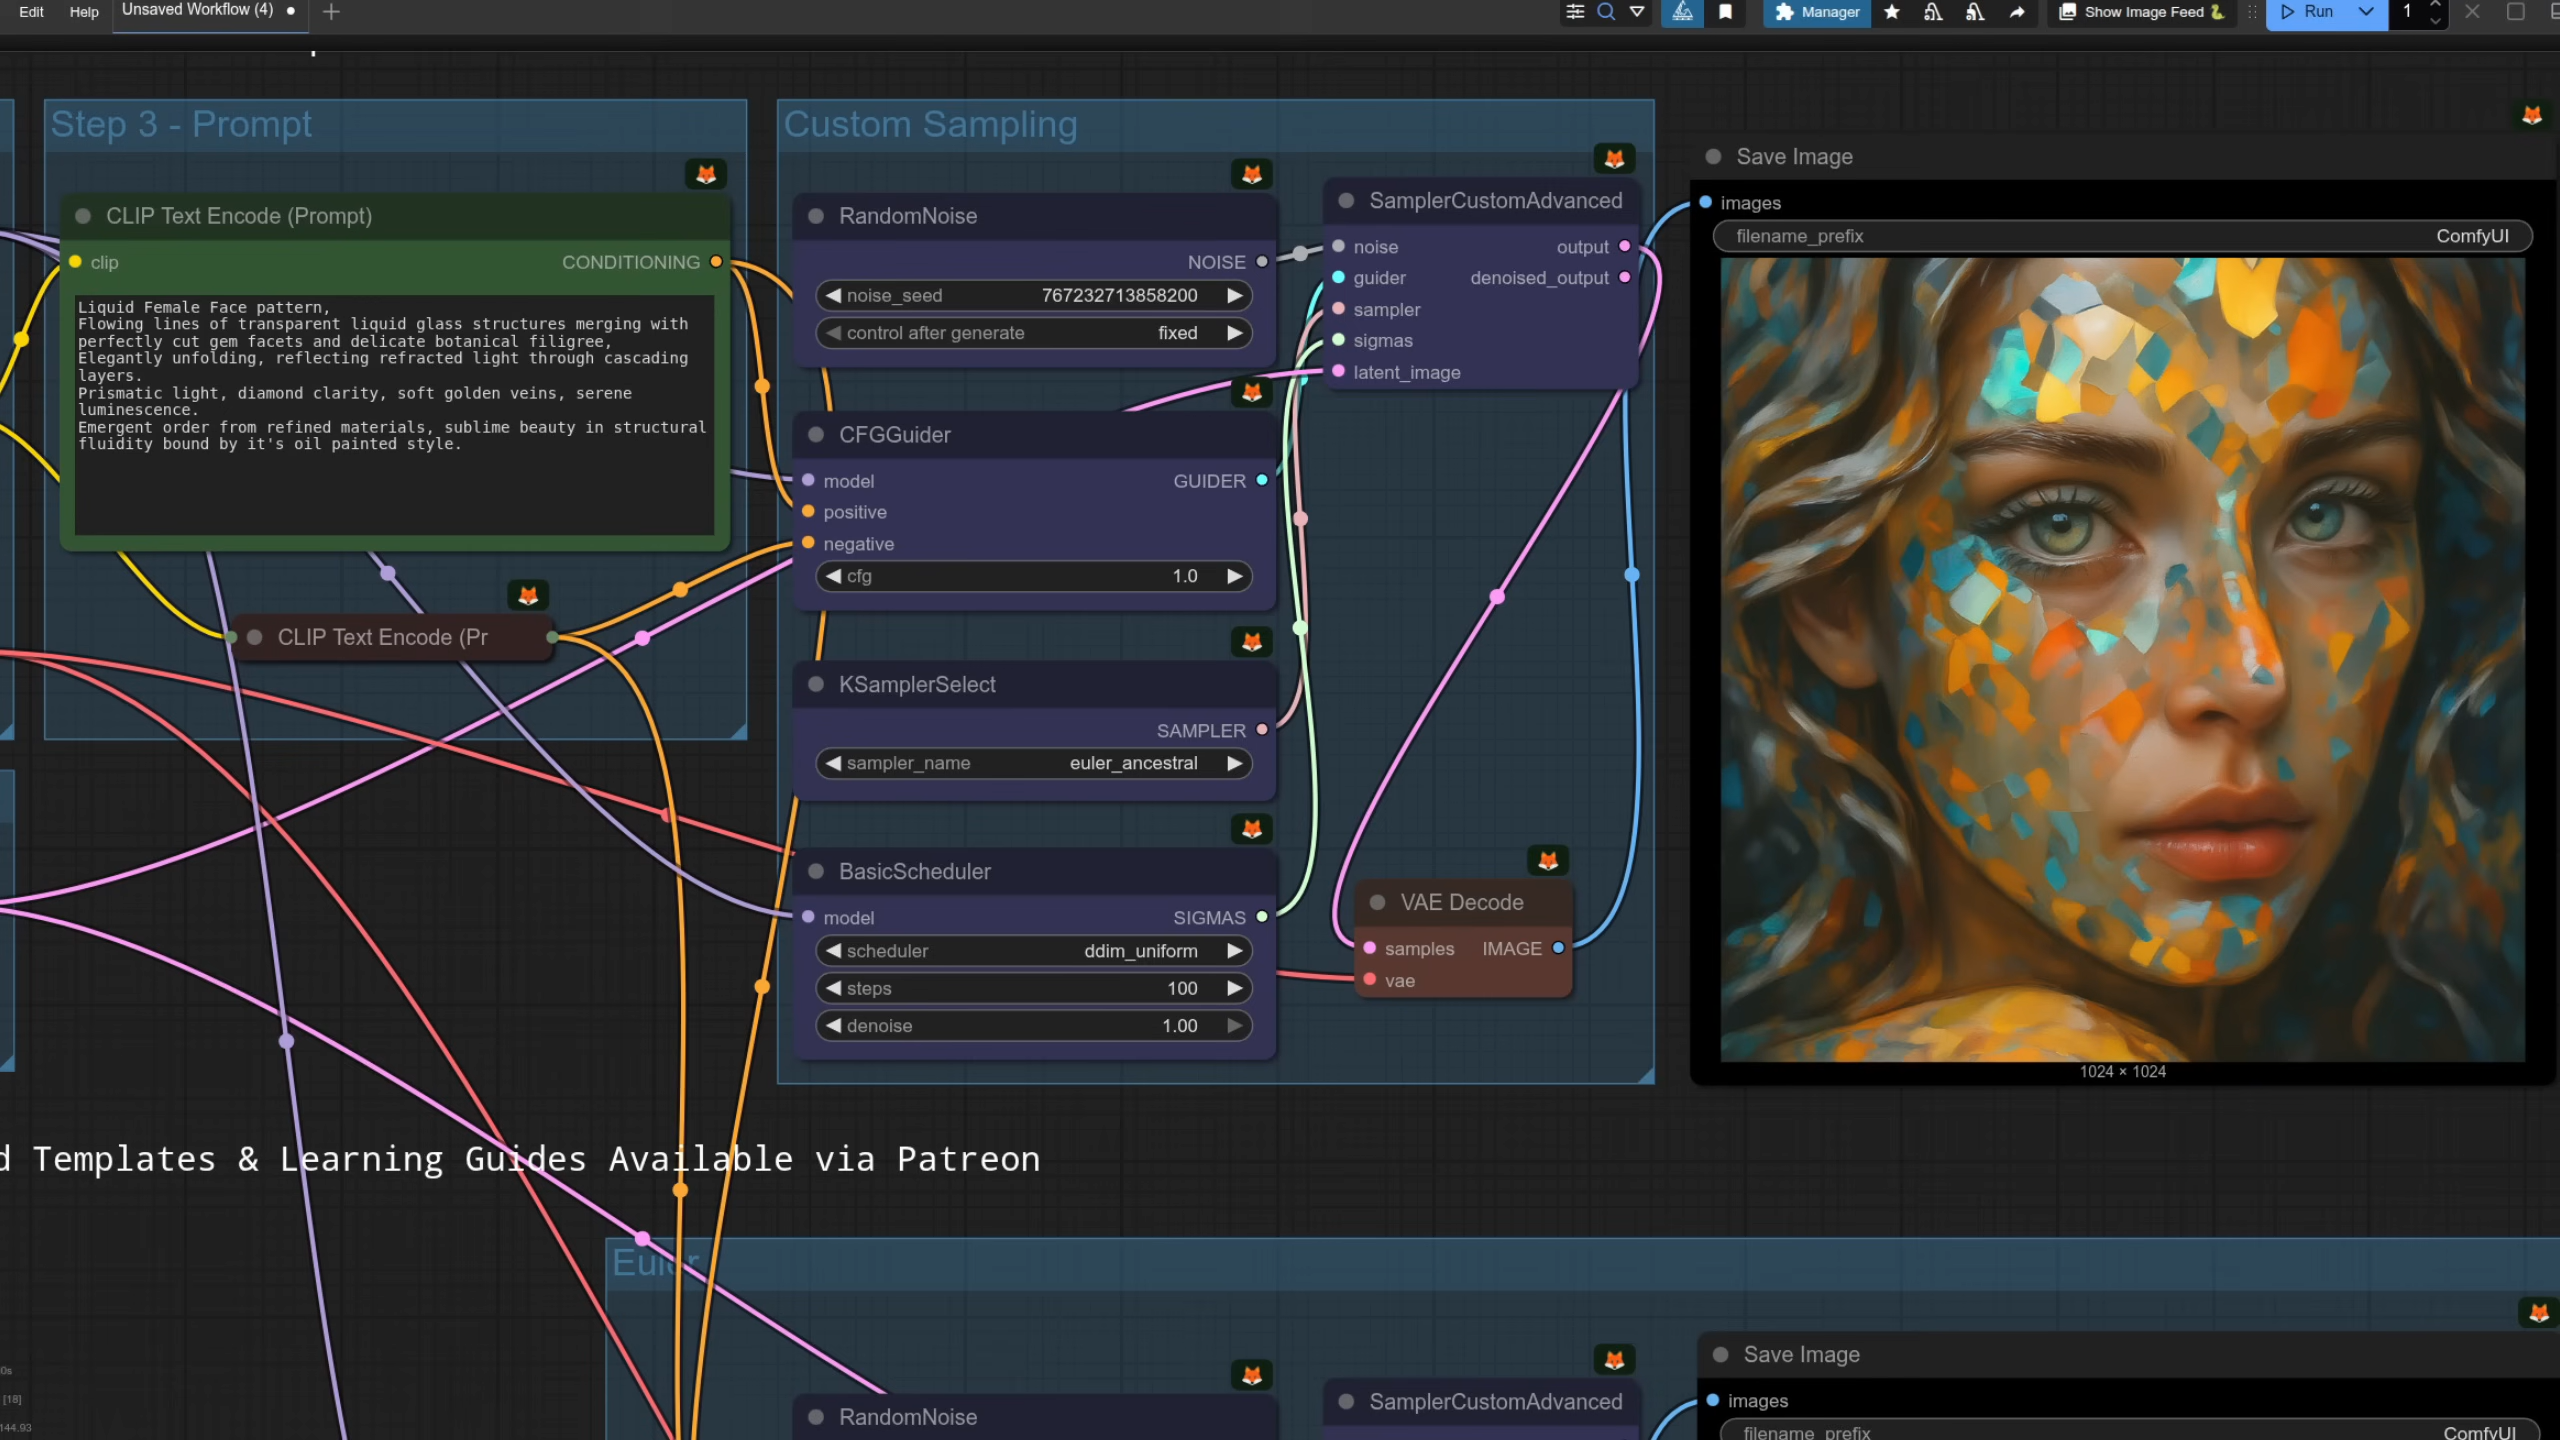 Edit
Help
Unsaved Workflow (4)
Manager
Show Image Feed
Run
1
Step 3 - Prompt
CLIP Text Encode (Prompt)
clip
CONDITIONING
Liquid Female Face pattern,
Flowing lines of transparent liquid glass structures merging with
perfectly cut gem facets and delicate botanical filigree,
Elegantly unfolding, reflecting refracted light through cascading
layers.
Prismatic light, diamond clarity, soft golden veins, serene
luminescence.
Emergent order from refined materials, sublime beauty in structural
fluidity bound by it's oil painted style.
CLIP Text Encode (Pr
Custom Sampling
RandomNoise
NOISE
noise_seed 767232713858200
control after generate fixed
CFGGuider
model GUIDER
positive
negative
cfg 1.0
KSamplerSelect
SAMPLER
sampler_name euler_ancestral
BasicScheduler
model SIGMAS
scheduler ddim_uniform
steps 100
denoise 1.00
SamplerCustomAdvanced
noise output
guider denoised_output
sampler
sigmas
latent_image
VAE Decode
samples IMAGE
vae
Save Image
images
filename_prefix ComfyUI
1024 × 1024
d Templates & Learning Guides Available via Patreon
Euler
RandomNoise
SamplerCustomAdvanced
Save Image
images
filename_prefix ComfyUI
0s
[18]
144.93